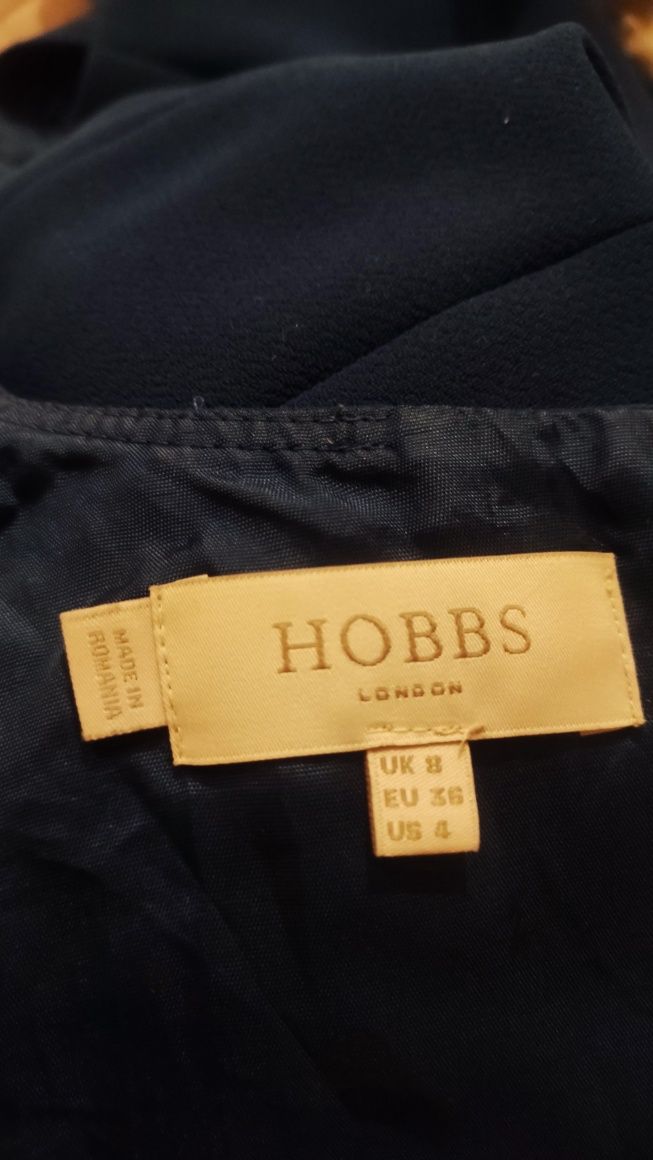 HOBBS
LONDON
MADE IN
ROMANIA
UK 8
EU 36
US 4